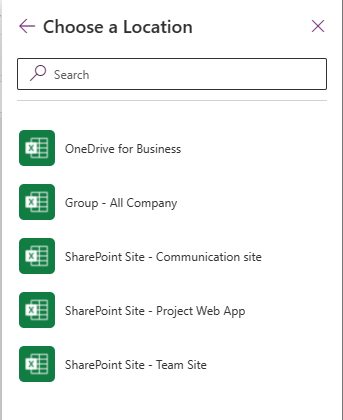 Choose a Location
Search
OneDrive for Business
Group - All Company
SharePoint Site - Communication site
SharePoint Site - Project Web App
SharePoint Site - Team Site